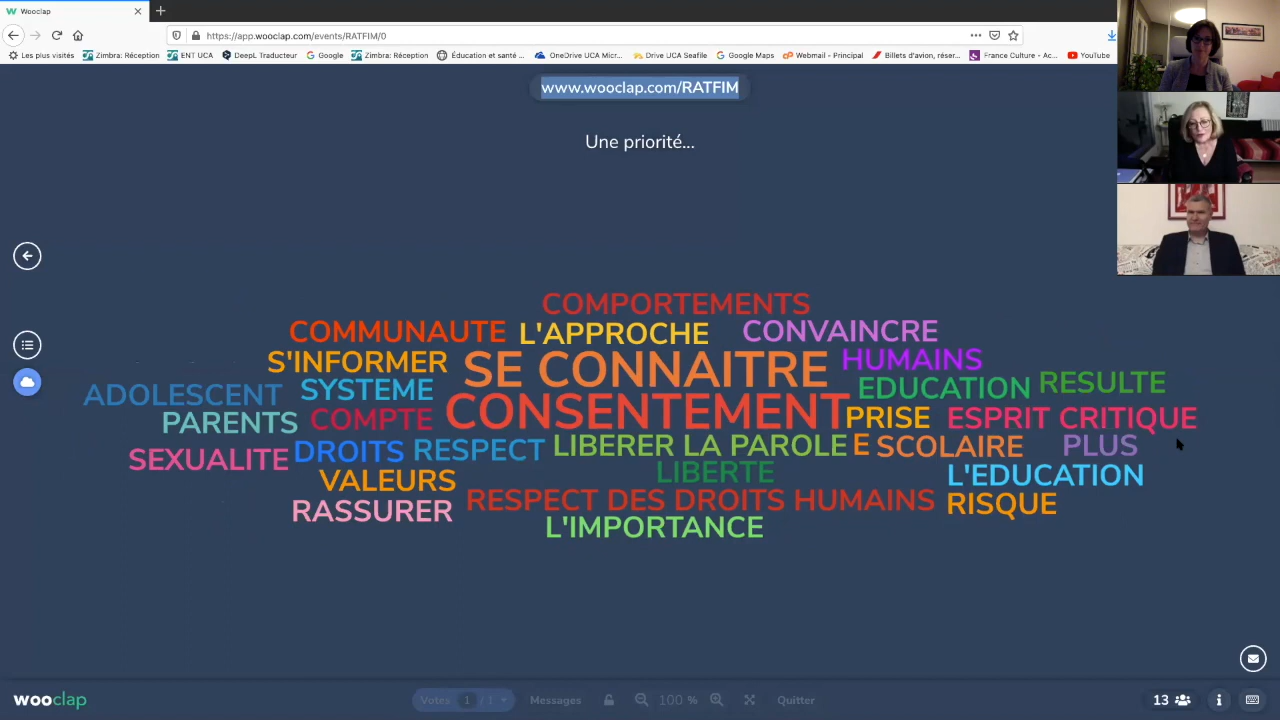 Wooclap
https://app.wooclap.com/events/RATFIM/0
Les plus visités Zimbra: Réception ENT UCA DeepL Traducteur Google Zimbra: Réception Éducation et santé... OneDrive UCA Micr... Drive UCA Seafile Google Maps Webmail - Principal Billets d'avion, réser... France Culture - Ac... YouTube
www.wooclap.com/RATFIM
Une priorité...
COMPORTEMENTS
COMMUNAUTE L'APPROCHE CONVAINCRE
S'INFORMER SE CONNAITRE HUMAINS
ADOLESCENT SYSTEME EDUCATION RESULTE
PARENTS COMPTE CONSENTEMENT PRISE ESPRIT CRITIQUE
SEXUALITE DROITS RESPECT LIBERER LA PAROLE E SCOLAIRE PLUS
VALEURS LIBERTE L'EDUCATION
RASSURER RESPECT DES DROITS HUMAINS RISQUE
L'IMPORTANCE
wooclap Votes 1 / 1 Messages 100 % Quitter 13